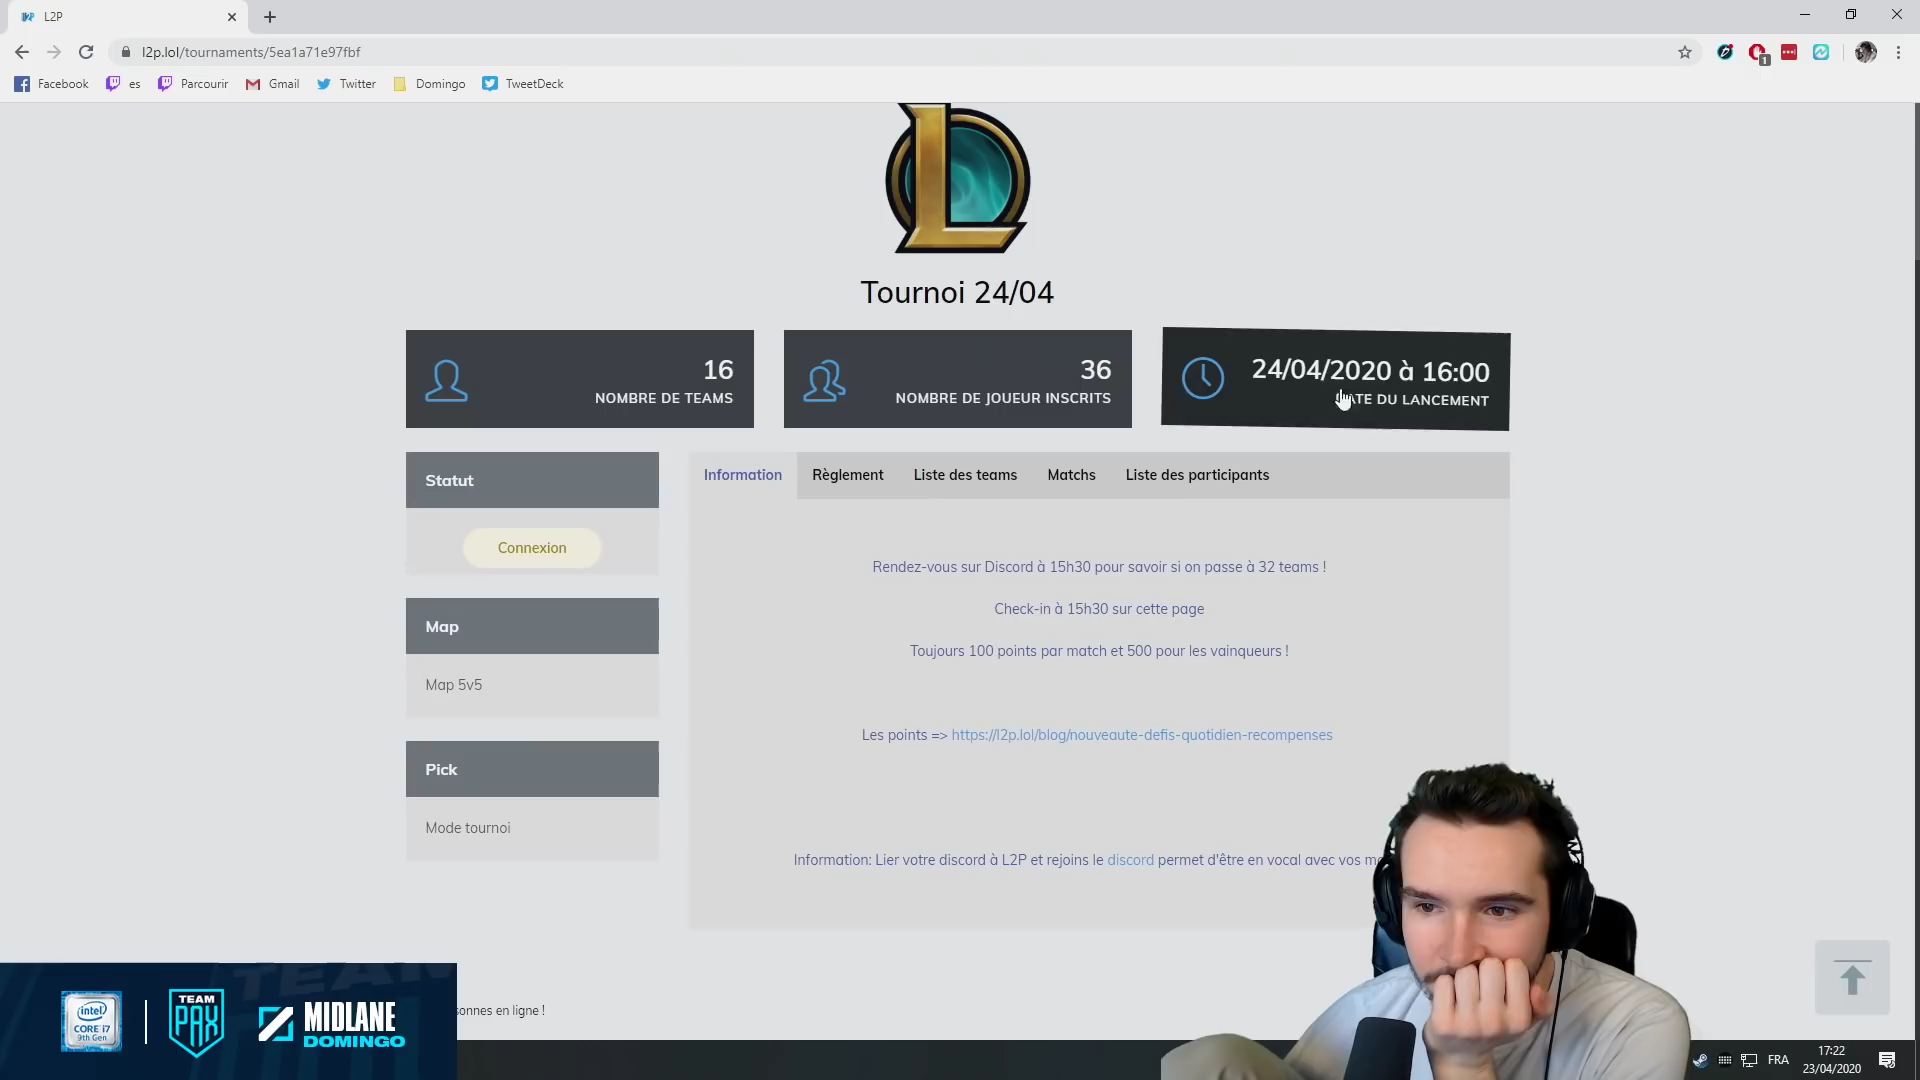 L2P
l2p.lol/tournaments/5ea1a71e97fbf
1
Facebook
es
Parcourir
Gmail
Twitter
Domingo
TweetDeck
Tournoi 24/04
16
NOMBRE DE TEAMS
36
NOMBRE DE JOUEUR INSCRITS
24/04/2020 à 16:00
DATE DU LANCEMENT
Statut
Connexion
Map
Map 5v5
Pick
Mode tournoi
Information
Règlement
Liste des teams
Matchs
Liste des participants
Rendez-vous sur Discord à 15h30 pour savoir si on passe à 32 teams !
Check-in à 15h30 sur cette page
Toujours 100 points par match et 500 pour les vainqueurs !
Les points => https://l2p.lol/blog/nouveaute-defis-quotidien-recompenses
Information: Lier votre discord à L2P et rejoins le discord permet d'être en vocal avec vos
sonnes en ligne !
TEAM
intel
CORE i7
9th Gen
TEAM
PAX
MIDLANE
DOMINGO
FRA
17:22
23/04/2020